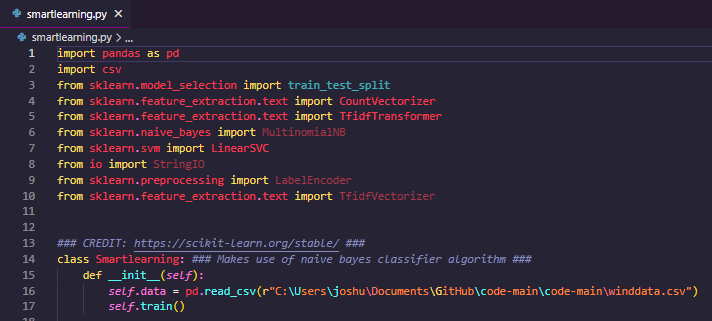 smartlearning.py ×
smartlearning.py > ...
1 import pandas as pd
2 import csv
3 from sklearn.model_selection import train_test_split
4 from sklearn.feature_extraction.text import CountVectorizer
5 from sklearn.feature_extraction.text import TfidfTransformer
6 from sklearn.naive_bayes import MultinomialNB
7 from sklearn.svm import LinearSVC
8 from io import StringIO
9 from sklearn.preprocessing import LabelEncoder
10 from sklearn.feature_extraction.text import TfidfVectorizer
11
12
13 ### CREDIT: https://scikit-learn.org/stable/ ###
14 class Smartlearning: ### Makes use of naive bayes classifier algorithm ###
15     def __init__(self):
16         self.data = pd.read_csv(r"C:\Users\joshu\Documents\GitHub\code-main\code-main\winddata.csv")
17         self.train()